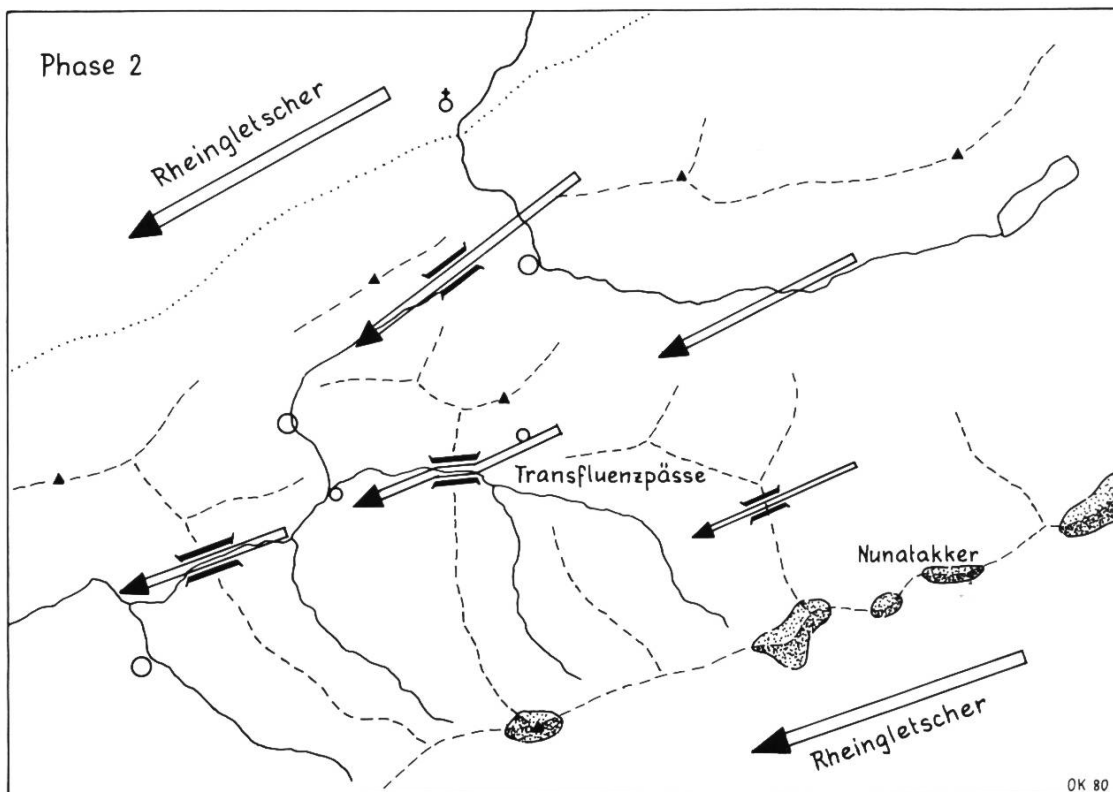 Phase 2
Rheingletscher
Transfluenzpässe
Nunatakker
Rheingletscher
OK 80